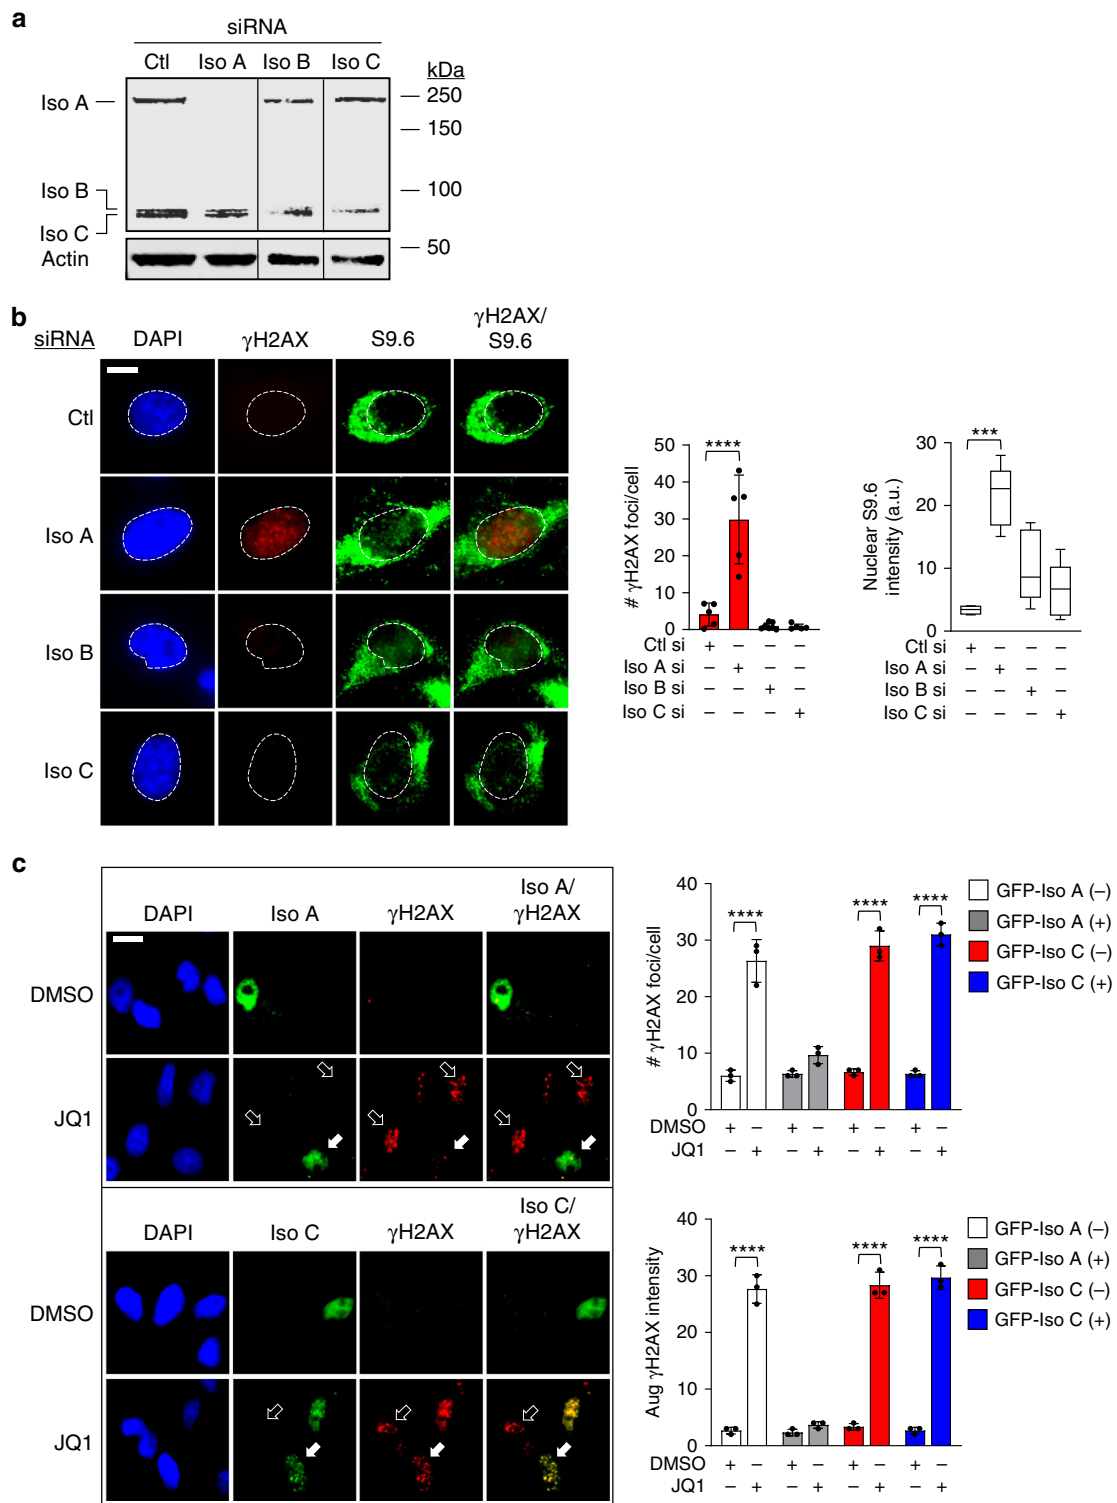 a
siRNA
Ctl Iso A Iso B Iso C
kDa
Iso A
250
150
Iso B
100
Iso C
50
Actin
b
siRNA DAPI γH2AX S9.6 γH2AX/
S9.6
Ctl
Iso A
Iso B
Iso C
# γH2AX foci/cell
50
40
30
20
10
0
****
Ctl si + – – –
Iso A si – + – –
Iso B si – – + –
Iso C si – – – +
Nuclear S9.6
intensity (a.u.)
30
20
10
0
***
Ctl si + – – –
Iso A si – + – –
Iso B si – – + –
Iso C si – – – +
c
DAPI Iso A γH2AX Iso A/
γH2AX
DMSO
JQ1
DAPI Iso C γH2AX Iso C/
γH2AX
DMSO
JQ1
# γH2AX foci/cell
40
30
20
10
0
**** **** ****
DMSO + – + – + – + –
JQ1 – + – + – + – +
GFP-Iso A (–)
GFP-Iso A (+)
GFP-Iso C (–)
GFP-Iso C (+)
Aug γH2AX intensity
40
30
20
10
0
**** **** ****
DMSO + – + – + – + –
JQ1 – + – + – + – +
GFP-Iso A (–)
GFP-Iso A (+)
GFP-Iso C (–)
GFP-Iso C (+)